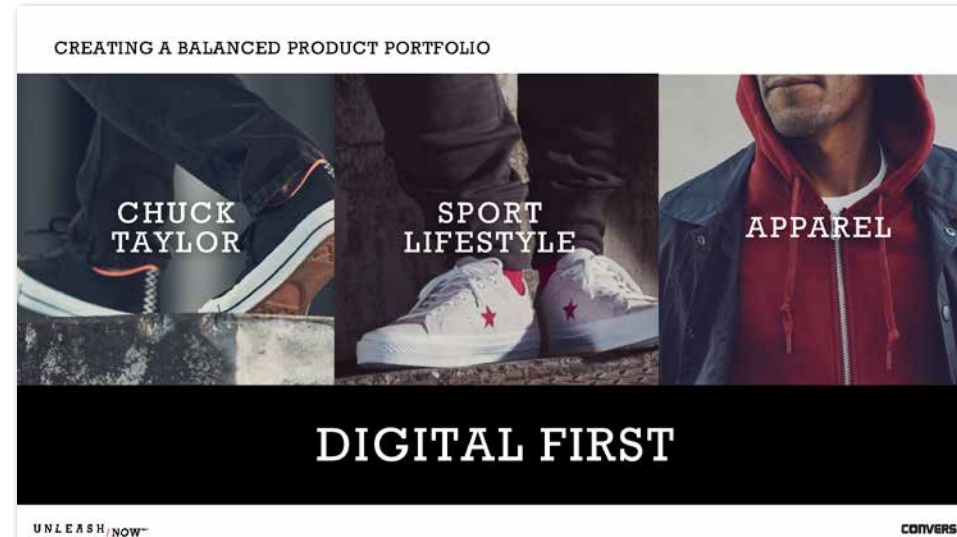 CREATING A BALANCED PRODUCT PORTFOLIO
CHUCK
TAYLOR
SPORT
LIFESTYLE
APPAREL
DIGITAL FIRST
UNLEASH/NOW
CONVERS